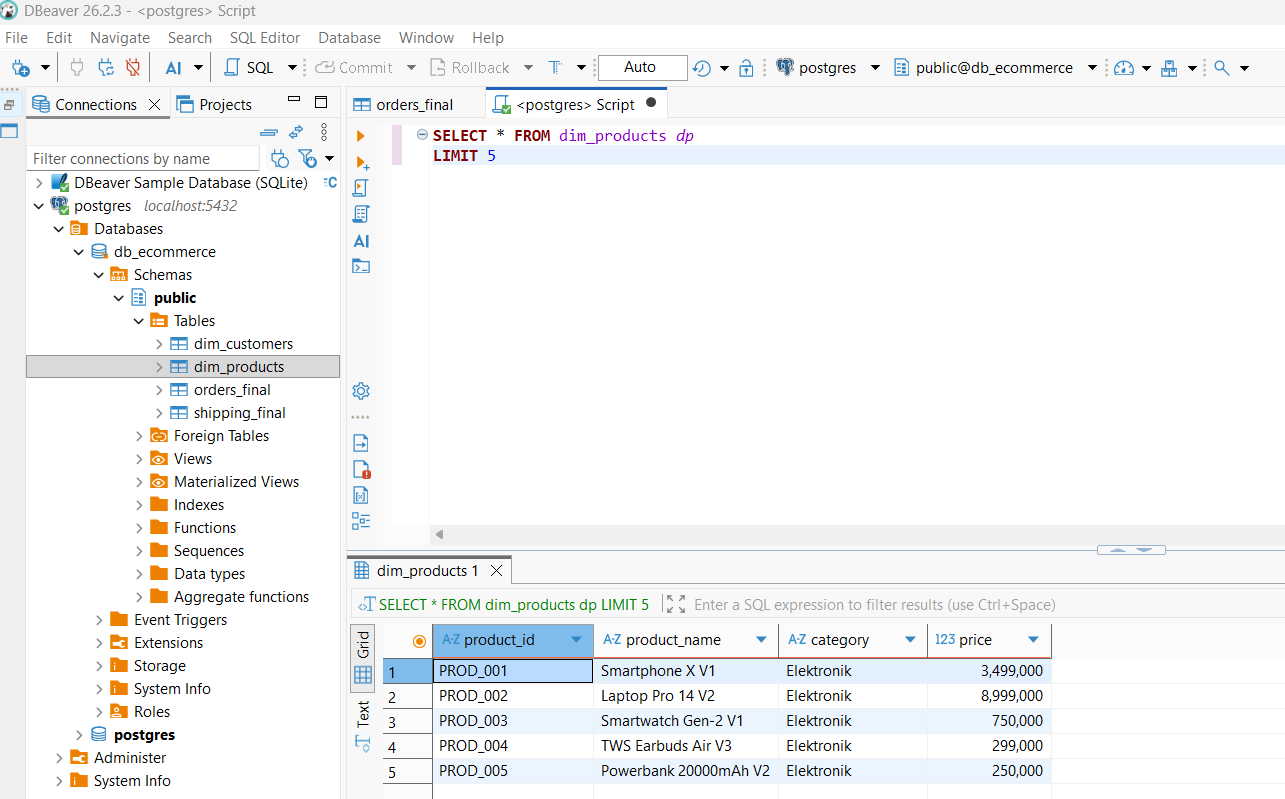 DBeaver 26.2.3 - <postgres> Script
File Edit Navigate Search SQL Editor Database Window Help
AI SQL Commit Rollback T Auto postgres public@db_ecommerce
Connections Projects
Filter connections by name
DBeaver Sample Database (SQLite)
postgres localhost:5432
Databases
db_ecommerce
Schemas
public
Tables
dim_customers
dim_products
orders_final
shipping_final
Foreign Tables
Views
Materialized Views
Indexes
Functions
Sequences
Data types
Aggregate functions
Event Triggers
Extensions
Storage
System Info
Roles
postgres
Administer
System Info
orders_final <postgres> Script
SELECT * FROM dim_products dp
LIMIT 5
AI
dim_products 1
SELECT * FROM dim_products dp LIMIT 5 Enter a SQL expression to filter results (use Ctrl+Space)
Grid
Text
A-Z product_id A-Z product_name A-Z category 123 price
1 PROD_001 Smartphone X V1 Elektronik 3,499,000
2 PROD_002 Laptop Pro 14 V2 Elektronik 8,999,000
3 PROD_003 Smartwatch Gen-2 V1 Elektronik 750,000
4 PROD_004 TWS Earbuds Air V3 Elektronik 299,000
5 PROD_005 Powerbank 20000mAh V2 Elektronik 250,000